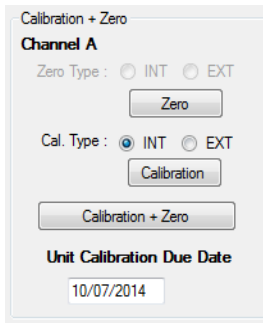 Calibration + Zero
Channel A
Zero Type : INT EXT
Zero
Cal. Type : INT EXT
Calibration
Calibration + Zero
Unit Calibration Due Date
10/07/2014